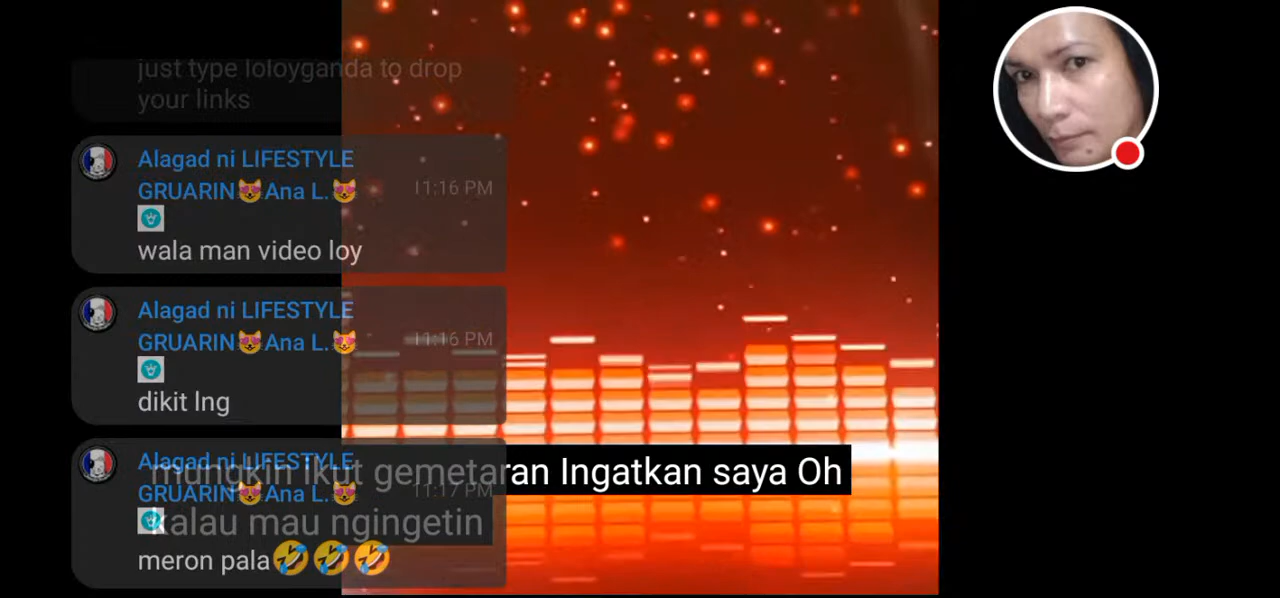 just type loloyganda to drop
your links
Alagad ni LIFESTYLE
GRUARIN😻Ana L.😻
11:16 PM
wala man video loy
Alagad ni LIFESTYLE
GRUARIN😻Ana L.😻
11:16 PM
dikit lng
Alagad ni LIFESTYLE
GRUARIN😻Ana L.😻
11:17 PM
meron pala🤣🤣🤣
mungkin ikut gemetaran Ingatkan saya Oh
kalau mau ngingetin